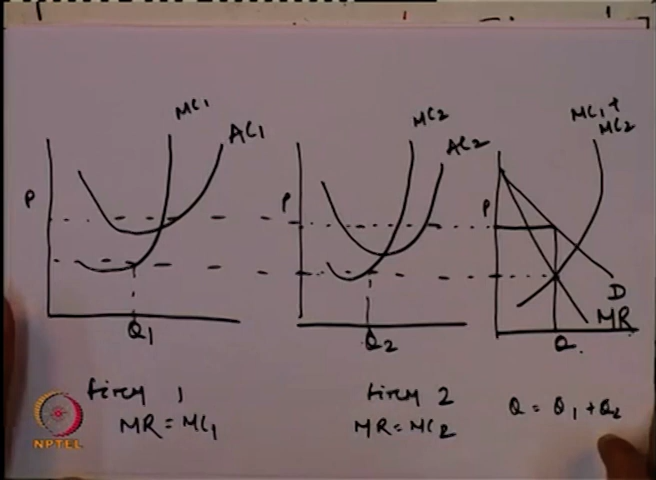 MC1
AC1
P
Q1
MC2
AC2
P
Q2
MC1+
MC2
P
D
MR
Q.
firm 1
MR = MC1
firm 2
MR = MC2
Q = Q1 + Q2
NPTEL